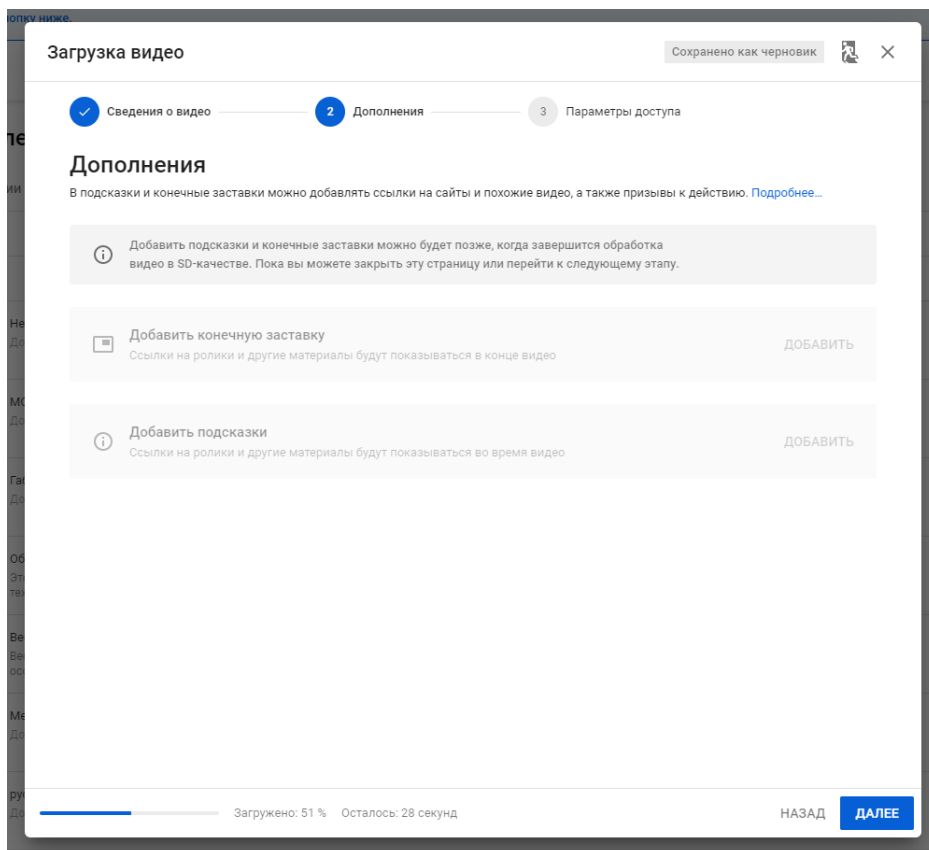 нопку ниже.
Загрузка видео
Сохранено как черновик
Сведения о видео
2 Дополнения
3 Параметры доступа
Дополнения
В подсказки и конечные заставки можно добавлять ссылки на сайты и похожие видео, а также призывы к действию. Подробнее...
Добавить подсказки и конечные заставки можно будет позже, когда завершится обработка
видео в SD-качестве. Пока вы можете закрыть эту страницу или перейти к следующему этапу.
Добавить конечную заставку
Ссылки на ролики и другие материалы будут показываться в конце видео
ДОБАВИТЬ
Добавить подсказки
Ссылки на ролики и другие материалы будут показываться во время видео
ДОБАВИТЬ
Загружено: 51 % Осталось: 28 секунд
НАЗАД
ДАЛЕЕ